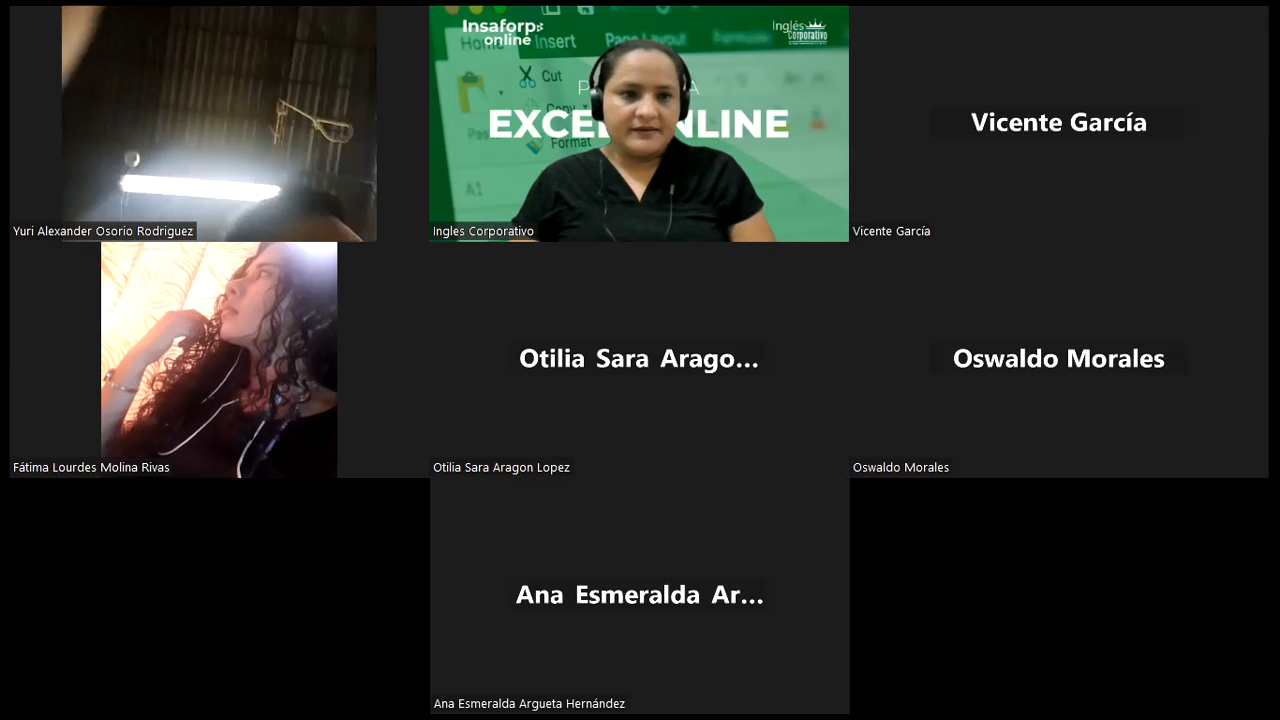 Insaforp
online
Inglés
Corporativo
Home
Insert
Page Layout
Cut
Copy
Format
A1
Vicente García
Yuri Alexander Osorio Rodriguez
Ingles Corporativo
Vicente García
Otilia Sara Arago...
Oswaldo Morales
Fátima Lourdes Molina Rivas
Otilia Sara Aragon Lopez
Oswaldo Morales
Ana Esmeralda Ar...
Ana Esmeralda Argueta Hernández